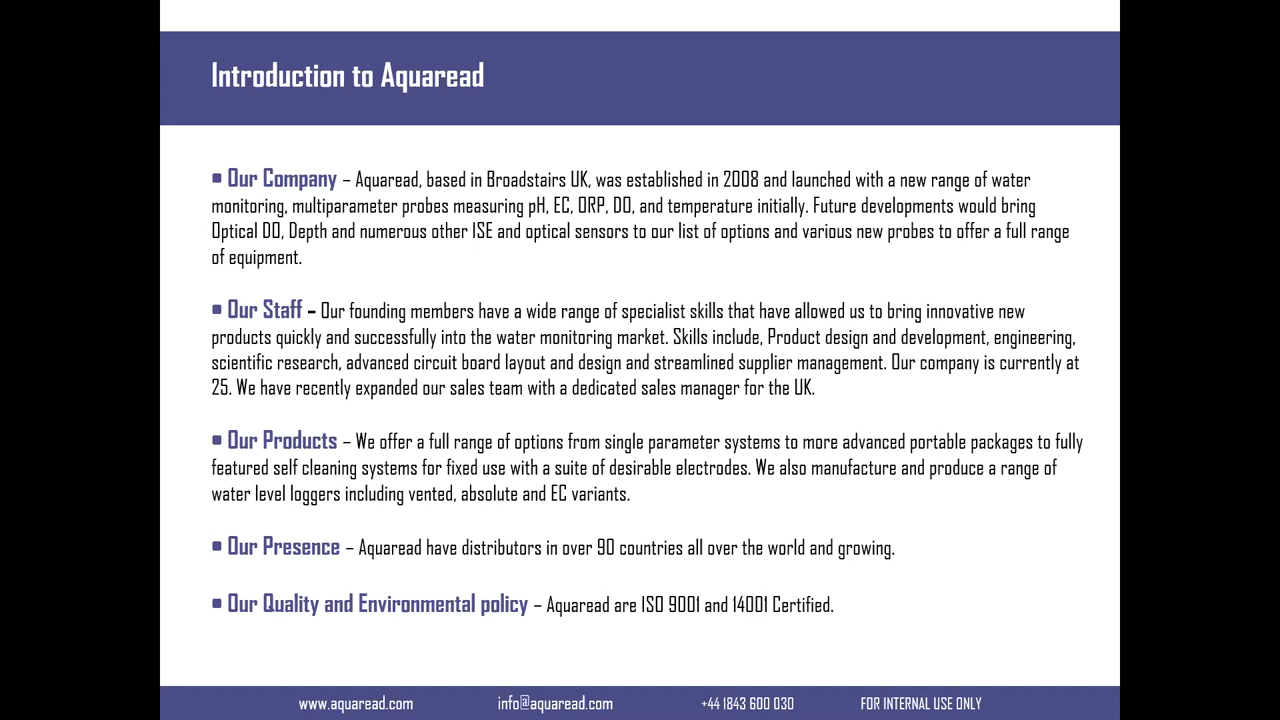 Introduction to Aquaread
▪ Our Company – Aquaread, based in Broadstairs UK, was established in 2008 and launched with a new range of water
monitoring, multiparameter probes measuring pH, EC, ORP, DO, and temperature initially. Future developments would bring
Optical DO, Depth and numerous other ISE and optical sensors to our list of options and various new probes to offer a full range
of equipment.
▪ Our Staff – Our founding members have a wide range of specialist skills that have allowed us to bring innovative new
products quickly and successfully into the water monitoring market. Skills include, Product design and development, engineering,
scientific research, advanced circuit board layout and design and streamlined supplier management. Our company is currently at
25. We have recently expanded our sales team with a dedicated sales manager for the UK.
▪ Our Products – We offer a full range of options from single parameter systems to more advanced portable packages to fully
featured self cleaning systems for fixed use with a suite of desirable electrodes. We also manufacture and produce a range of
water level loggers including vented, absolute and EC variants.
▪ Our Presence – Aquaread have distributors in over 90 countries all over the world and growing.
▪ Our Quality and Environmental policy – Aquaread are ISO 9001 and 14001 Certified.
www.aquaread.com info@aquaread.com +44 1843 600 030 FOR INTERNAL USE ONLY